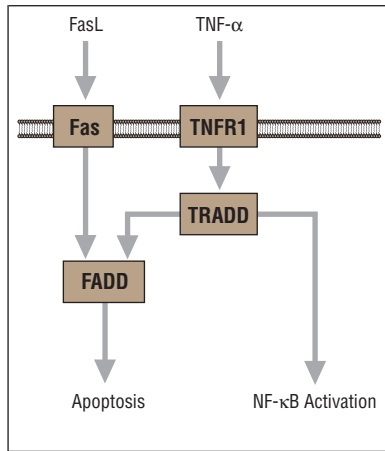 FasL TNF-α
Fas TNFR1
TRADD
FADD
Apoptosis NF-κB Activation